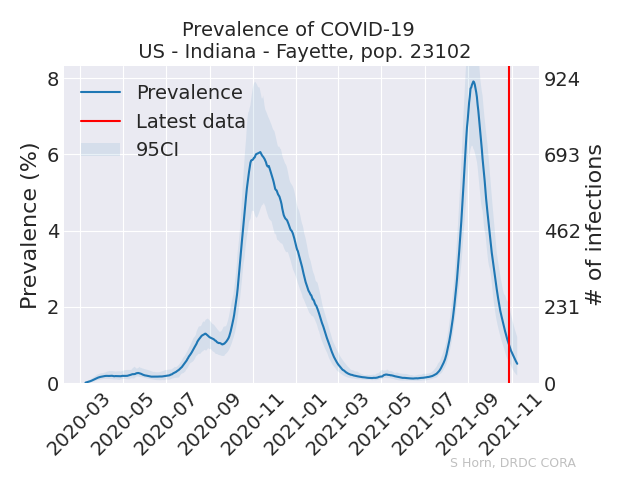 Prevalence of COVID-19
US - Indiana - Fayette, pop. 23102
Prevalence
Latest data
95CI
Prevalence (%)
8
6
4
2
0
924
693
462
231
0
# of infections
2020-03
2020-05
2020-07
2020-09
2020-11
2021-01
2021-03
2021-05
2021-07
2021-09
2021-11
S Horn, DRDC CORA